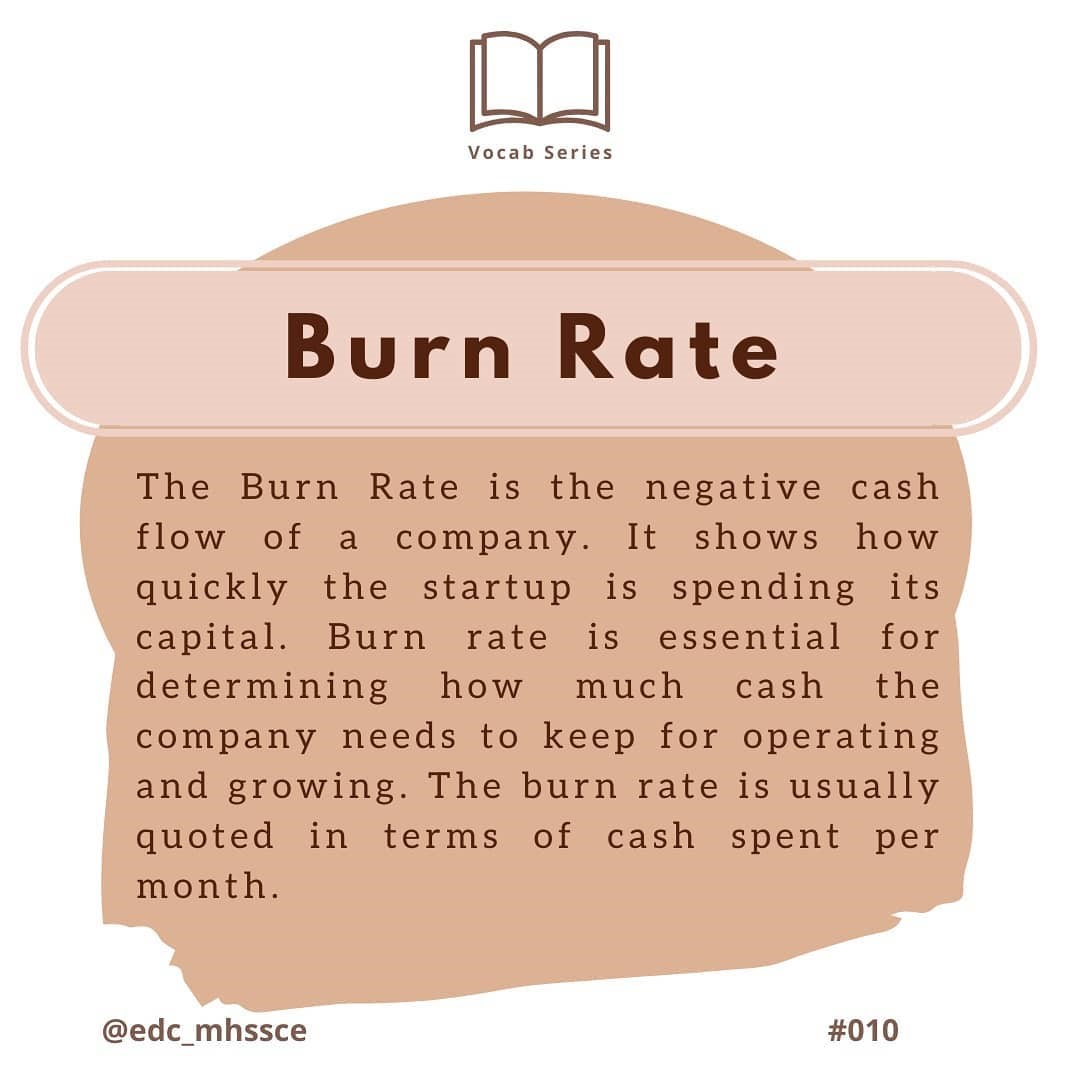 Vocab Series
Burn Rate
The Burn Rate is the negative cash
flow of a company. It shows how
quickly the startup is spending its
capital. Burn rate is essential for
determining how much cash the
company needs to keep for operating
and growing. The burn rate is usually
quoted in terms of cash spent per
month.
@edc_mhssce
#010